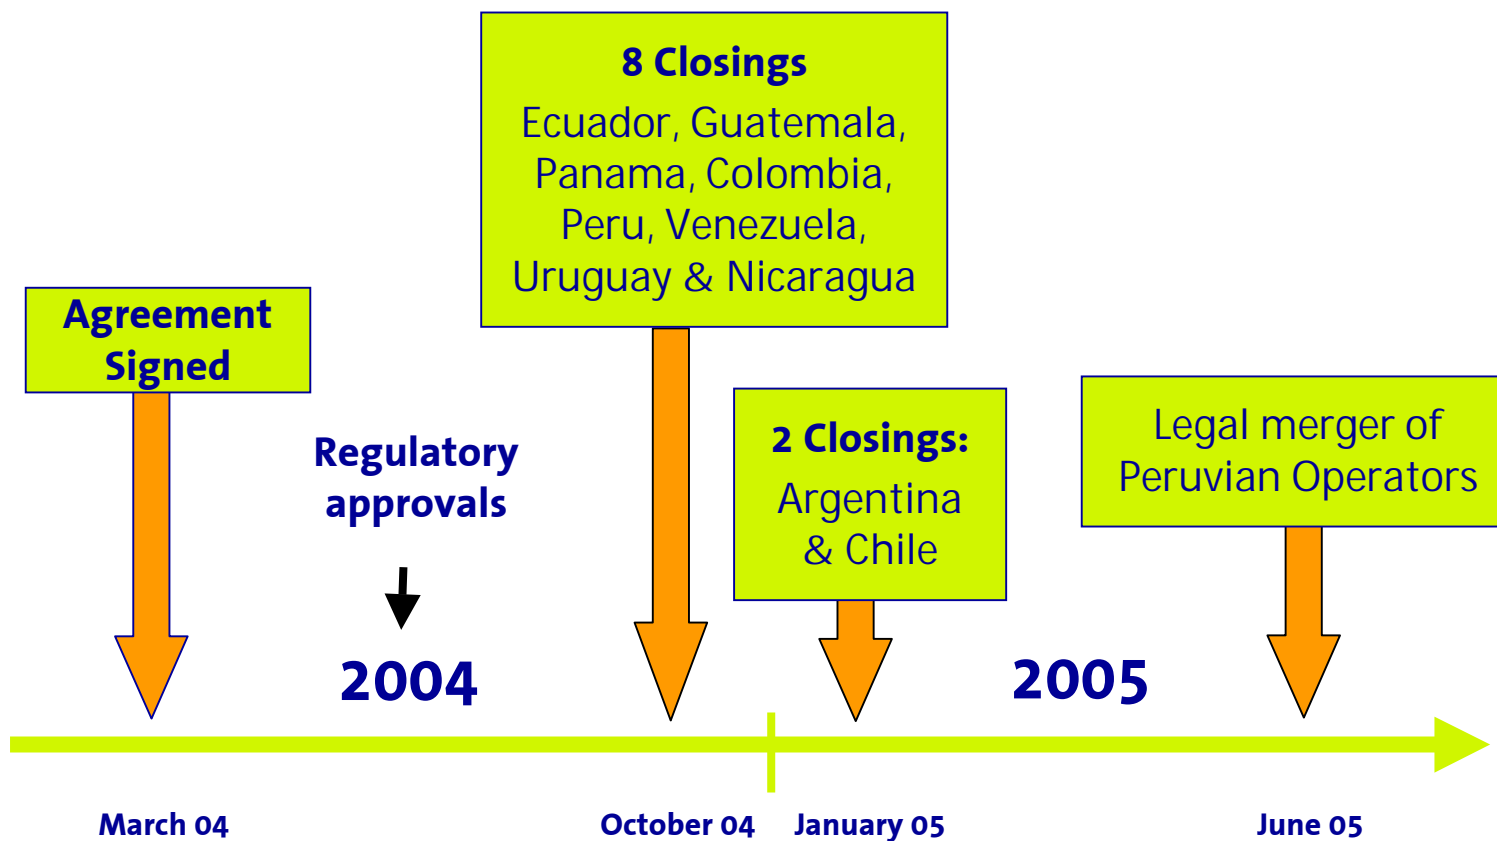 8 Closings
Ecuador, Guatemala,
Panama, Colombia,
Peru, Venezuela,
Uruguay & Nicaragua
Agreement
Signed
Regulatory
approvals
2 Closings:
Argentina
& Chile
Legal merger of
Peruvian Operators
2004
2005
March 04
October 04
January 05
June 05